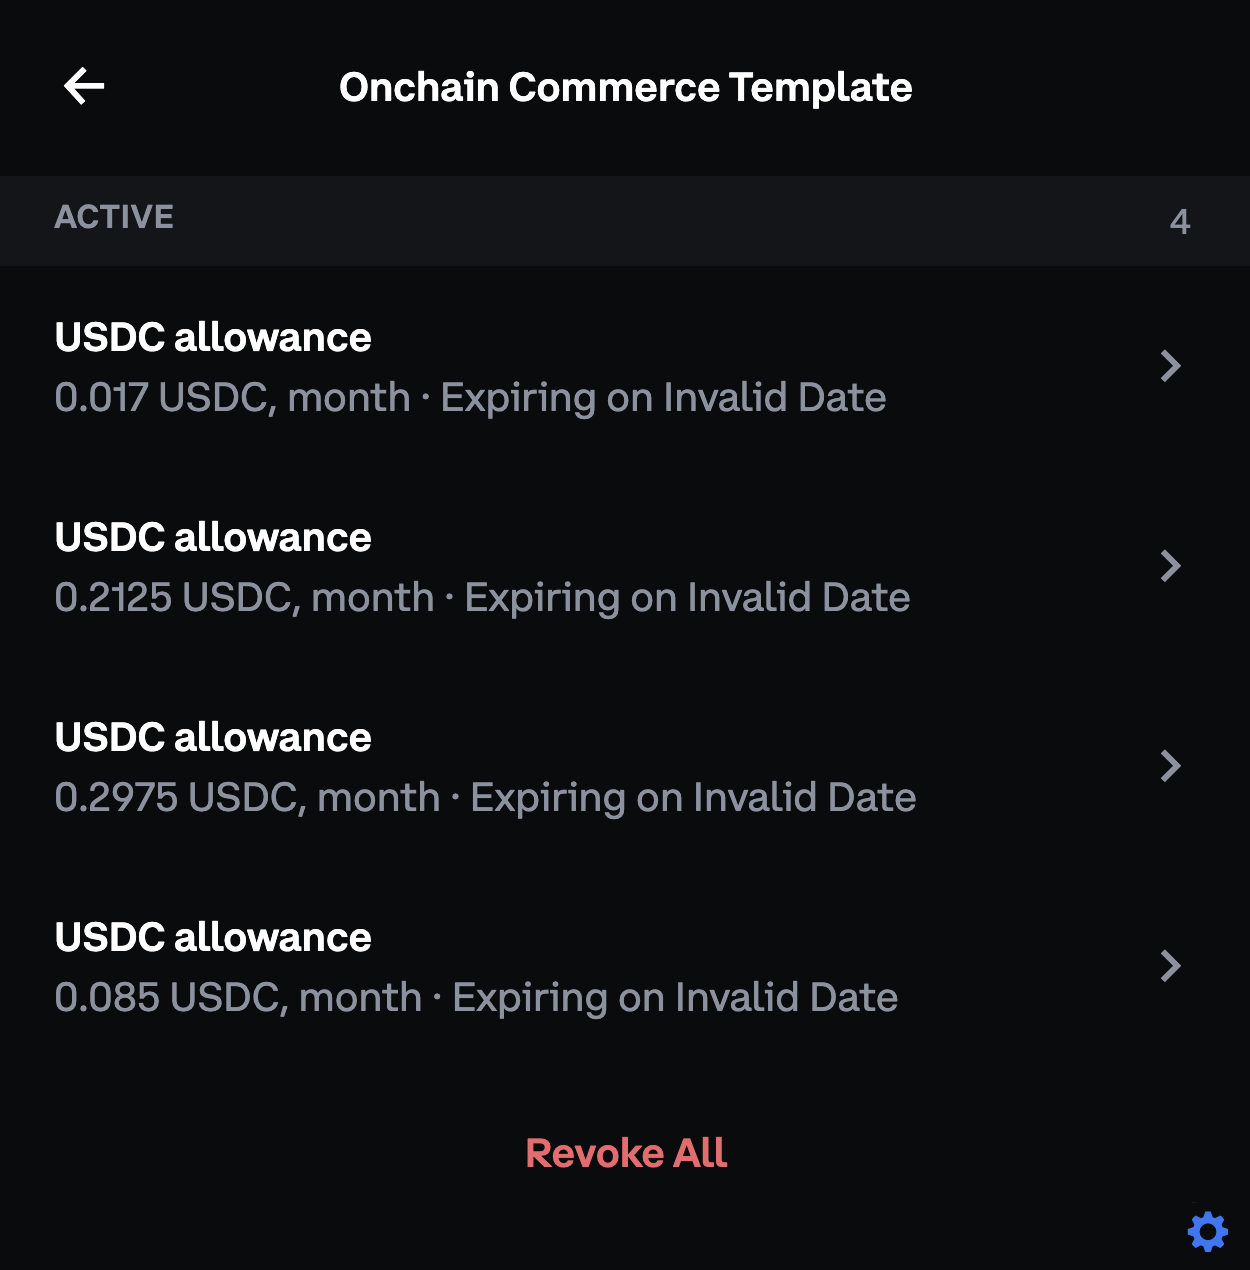 Onchain Commerce Template
ACTIVE 4
USDC allowance
0.017 USDC, month · Expiring on Invalid Date
USDC allowance
0.2125 USDC, month · Expiring on Invalid Date
USDC allowance
0.2975 USDC, month · Expiring on Invalid Date
USDC allowance
0.085 USDC, month · Expiring on Invalid Date
Revoke All